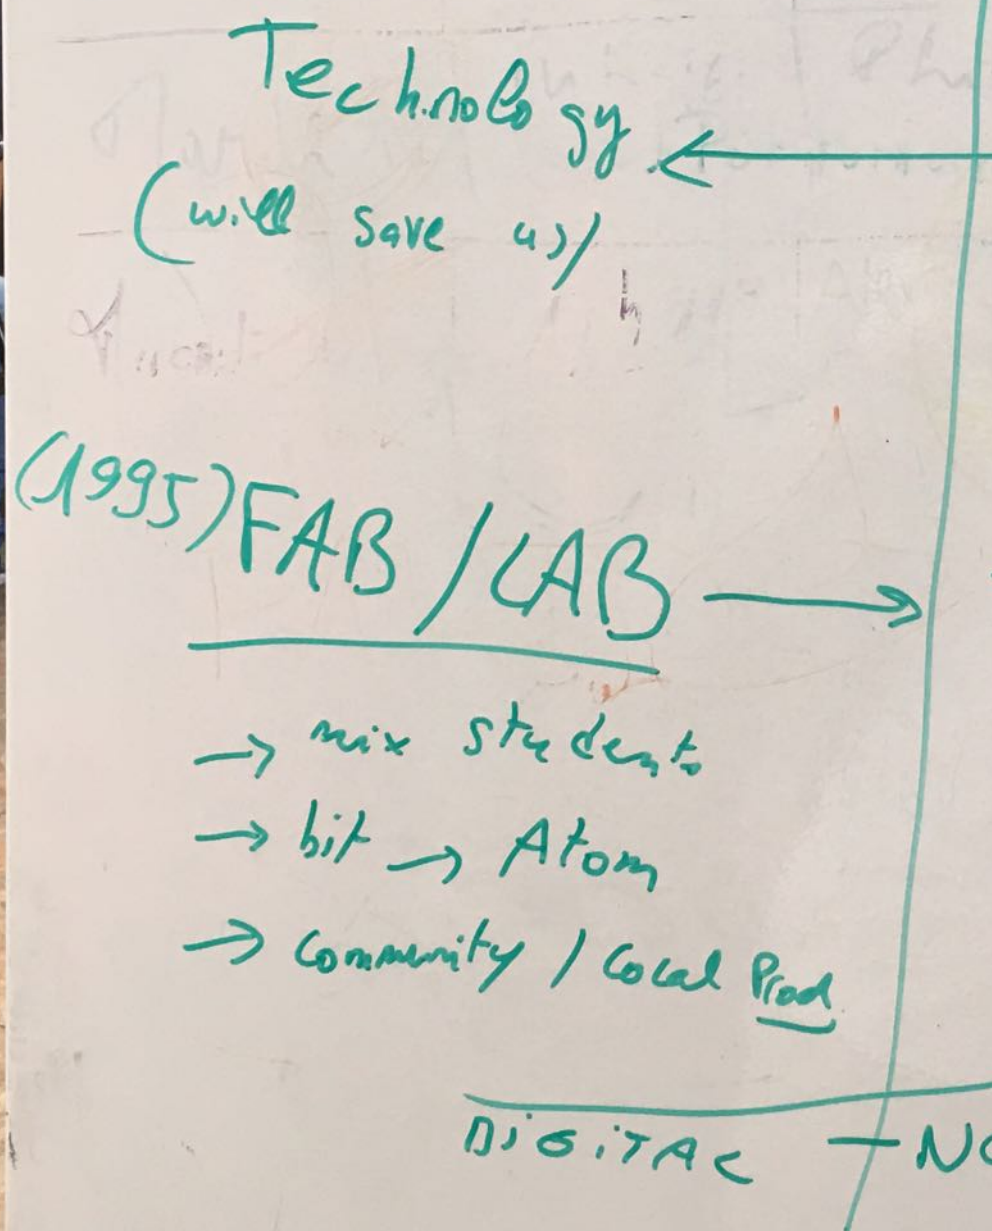 Technology
(will save us)
(1995) FAB / LAB
→ mix students
→ bit → Atom
→ Community / Local Prod
DIGITAL —